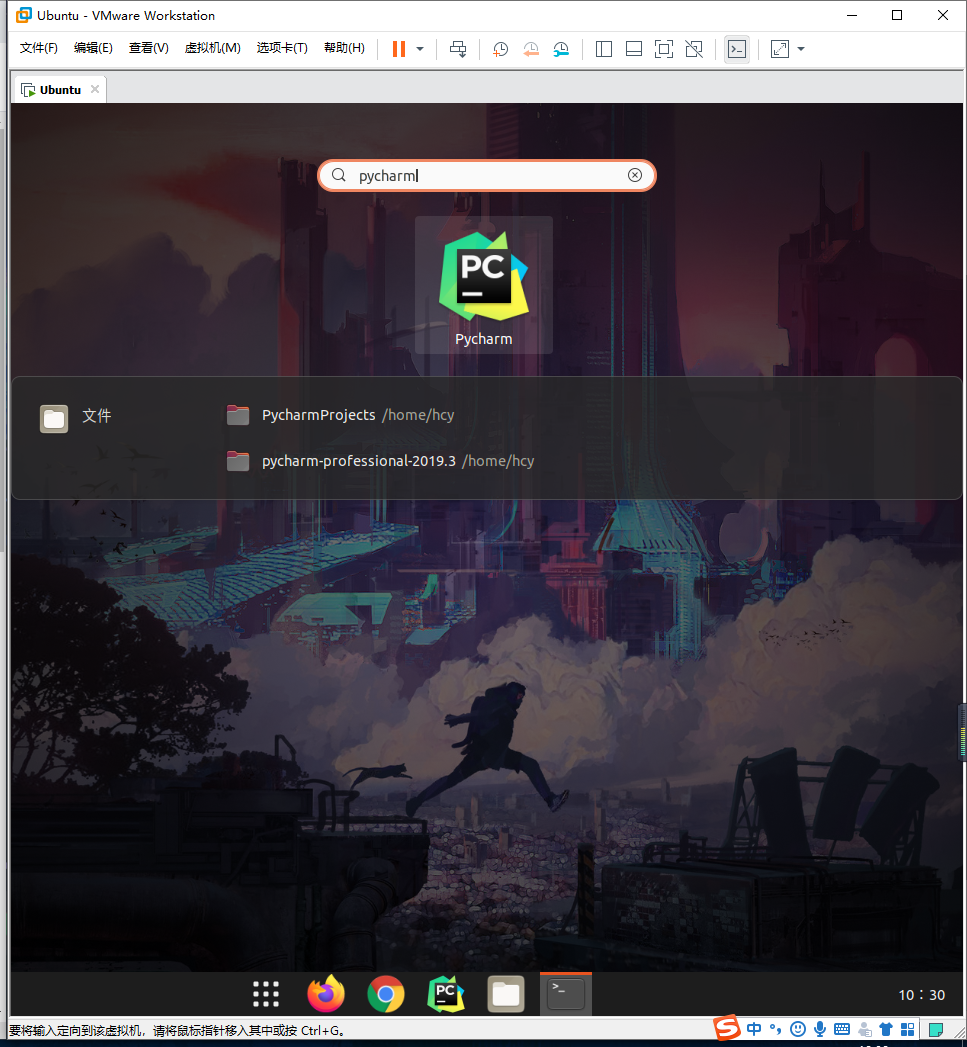 Ubuntu - VMware Workstation
文件(F) 编辑(E) 查看(V) 虚拟机(M) 选项卡(T) 帮助(H)
Ubuntu
pycharm
PC
Pycharm
文件
PycharmProjects /home/hcy
pycharm-professional-2019.3 /home/hcy
PC
10：30
要将输入定向到该虚拟机，请将鼠标指针移入其中或按 Ctrl+G。
中